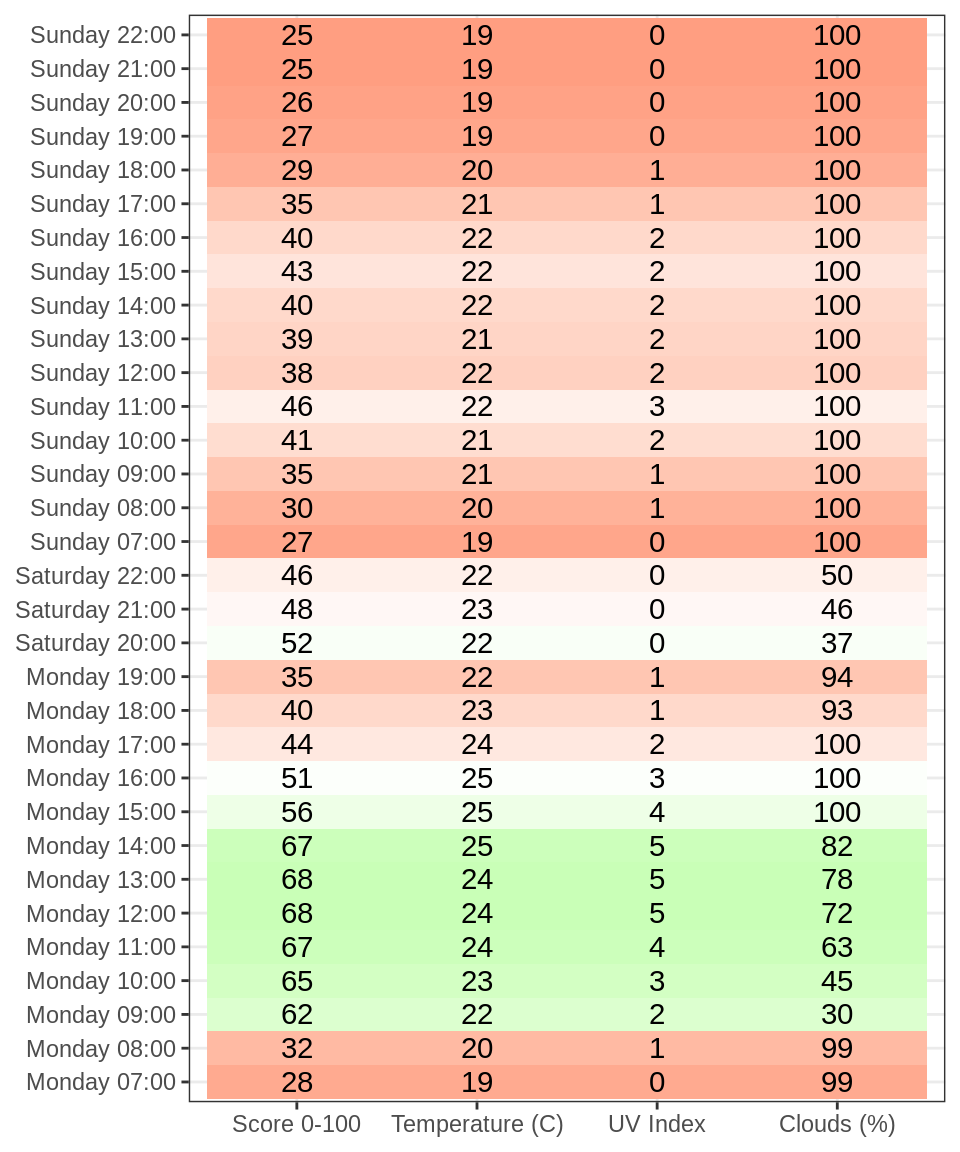 Sunday 22:00 25 19 0 100
Sunday 21:00 25 19 0 100
Sunday 20:00 26 19 0 100
Sunday 19:00 27 19 0 100
Sunday 18:00 29 20 1 100
Sunday 17:00 35 21 1 100
Sunday 16:00 40 22 2 100
Sunday 15:00 43 22 2 100
Sunday 14:00 40 22 2 100
Sunday 13:00 39 21 2 100
Sunday 12:00 38 22 2 100
Sunday 11:00 46 22 3 100
Sunday 10:00 41 21 2 100
Sunday 09:00 35 21 1 100
Sunday 08:00 30 20 1 100
Sunday 07:00 27 19 0 100
Saturday 22:00 46 22 0 50
Saturday 21:00 48 23 0 46
Saturday 20:00 52 22 0 37
Monday 19:00 35 22 1 94
Monday 18:00 40 23 1 93
Monday 17:00 44 24 2 100
Monday 16:00 51 25 3 100
Monday 15:00 56 25 4 100
Monday 14:00 67 25 5 82
Monday 13:00 68 24 5 78
Monday 12:00 68 24 5 72
Monday 11:00 67 24 4 63
Monday 10:00 65 23 3 45
Monday 09:00 62 22 2 30
Monday 08:00 32 20 1 99
Monday 07:00 28 19 0 99
Score 0-100 Temperature (C) UV Index Clouds (%)